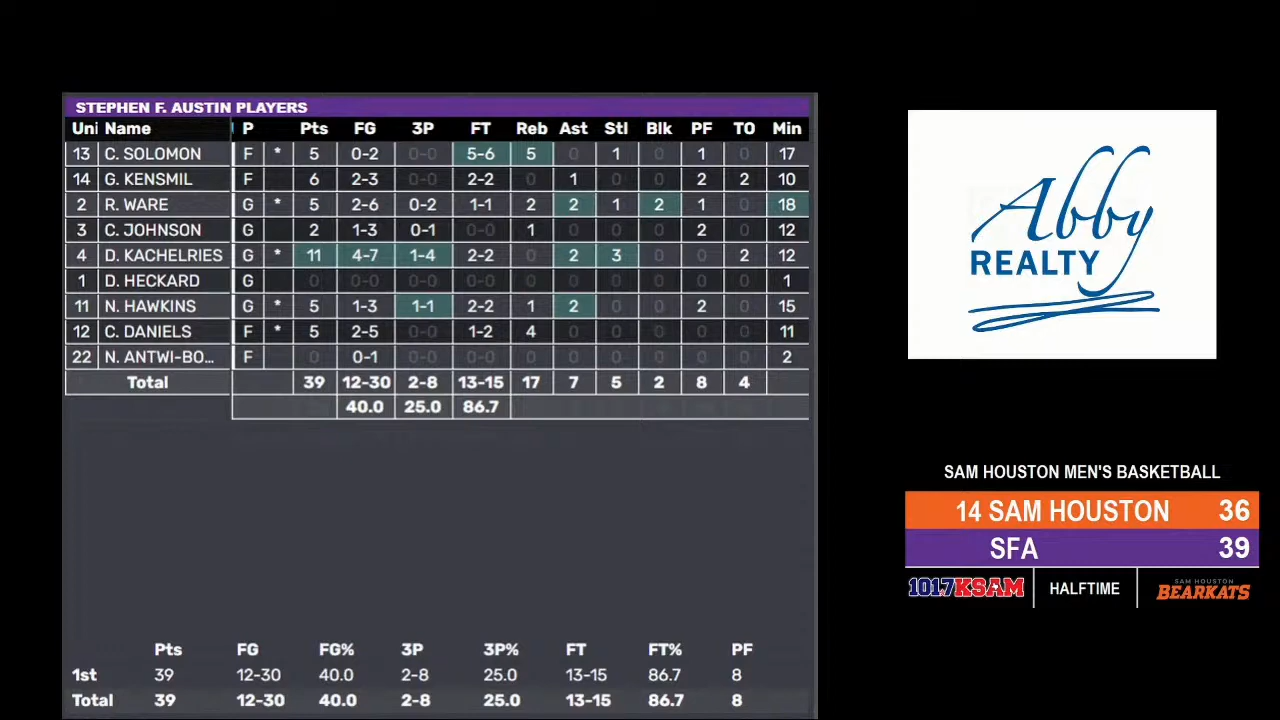 STEPHEN F. AUSTIN PLAYERS
Uni Name P Pts FG 3P FT Reb Ast Stl Blk PF TO Min
13 C. SOLOMON F * 5 0-2 0-0 5-6 5 0 1 0 1 0 17
14 G. KENSMIL F 6 2-3 0-0 2-2 0 1 0 0 2 2 10
2 R. WARE G * 5 2-6 0-2 1-1 2 2 1 2 1 0 18
3 C. JOHNSON G 2 1-3 0-1 0-0 1 0 0 0 2 0 12
4 D. KACHELRIES G * 11 4-7 1-4 2-2 0 2 3 0 0 2 12
1 D. HECKARD G 0 0-0 0-0 0-0 0 0 0 0 0 0 1
11 N. HAWKINS G * 5 1-3 1-1 2-2 1 2 0 0 2 0 15
12 C. DANIELS F * 5 2-5 0-0 1-2 4 0 0 0 0 0 11
22 N. ANTWI-BO... F 0 0-1 0-0 0-0 0 0 0 0 0 0 2
Total 39 12-30 2-8 13-15 17 7 5 2 8 4
40.0 25.0 86.7
Pts FG FG% 3P 3P% FT FT% PF
1st 39 12-30 40.0 2-8 25.0 13-15 86.7 8
Total 39 12-30 40.0 2-8 25.0 13-15 86.7 8
Abby
REALTY
SAM HOUSTON MEN'S BASKETBALL
14 SAM HOUSTON 36
SFA 39
101.7 KSAM HALFTIME SAM HOUSTON
BEARKATS